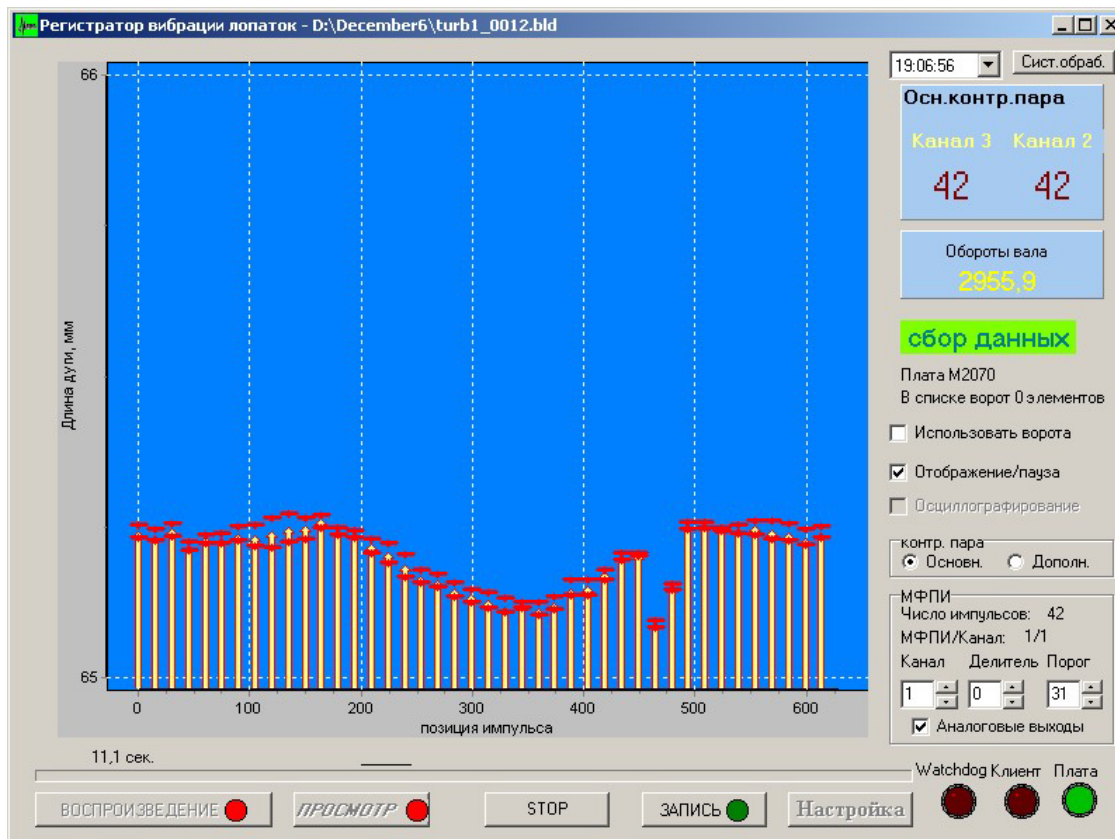 Регистратор вибрации лопаток - D:\December6\turb1_0012.bld
19:06:56
Сист.обраб.
Осн.контр.пара
Канал 3 Канал 2
42 42
Обороты вала
2955,9
сбор данных
Плата M2070
В списке ворот 0 элементов
Использовать ворота
Отображение/пауза
Осциллографирование
контр. пара
Основн. Дополн.
МФПИ
Число импульсов: 42
МФПИ/Канал: 1/1
Канал Делитель Порог
1 0 31
Аналоговые выходы
66
Длина дуги, мм
65
0 100 200 300 400 500 600
позиция импульса
11,1 сек.
Watchdog Клиент Плата
ВОСПРОИЗВЕДЕНИЕ ПРОСМОТР STOP ЗАПИСЬ Настройка